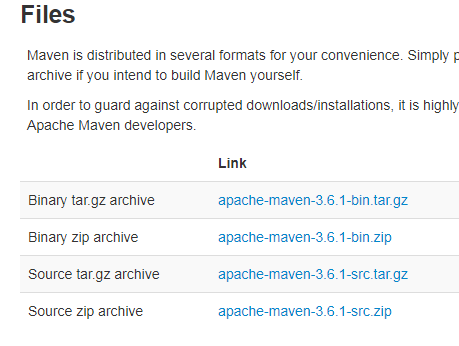 Files
Maven is distributed in several formats for your convenience. Simply
archive if you intend to build Maven yourself.
In order to guard against corrupted downloads/installations, it is highly
Apache Maven developers.
Link
Binary tar.gz archive apache-maven-3.6.1-bin.tar.gz
Binary zip archive apache-maven-3.6.1-bin.zip
Source tar.gz archive apache-maven-3.6.1-src.tar.gz
Source zip archive apache-maven-3.6.1-src.zip